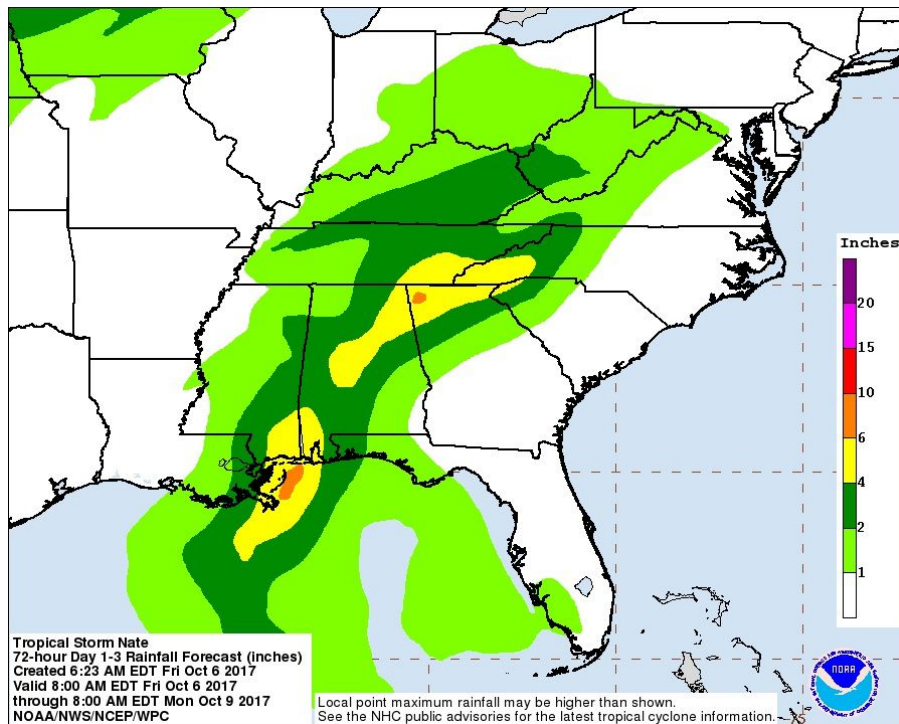 Inches
20
15
10
6
4
2
1
Tropical Storm Nate
72-hour Day 1-3 Rainfall Forecast (inches)
Created 6:23 AM EDT Fri Oct 6 2017
Valid 8:00 AM EDT Fri Oct 6 2017
through 8:00 AM EDT Mon Oct 9 2017
NOAA/NWS/NCEP/WPC
Local point maximum rainfall may be higher than shown.
See the NHC public advisories for the latest tropical cyclone information.
NOAA